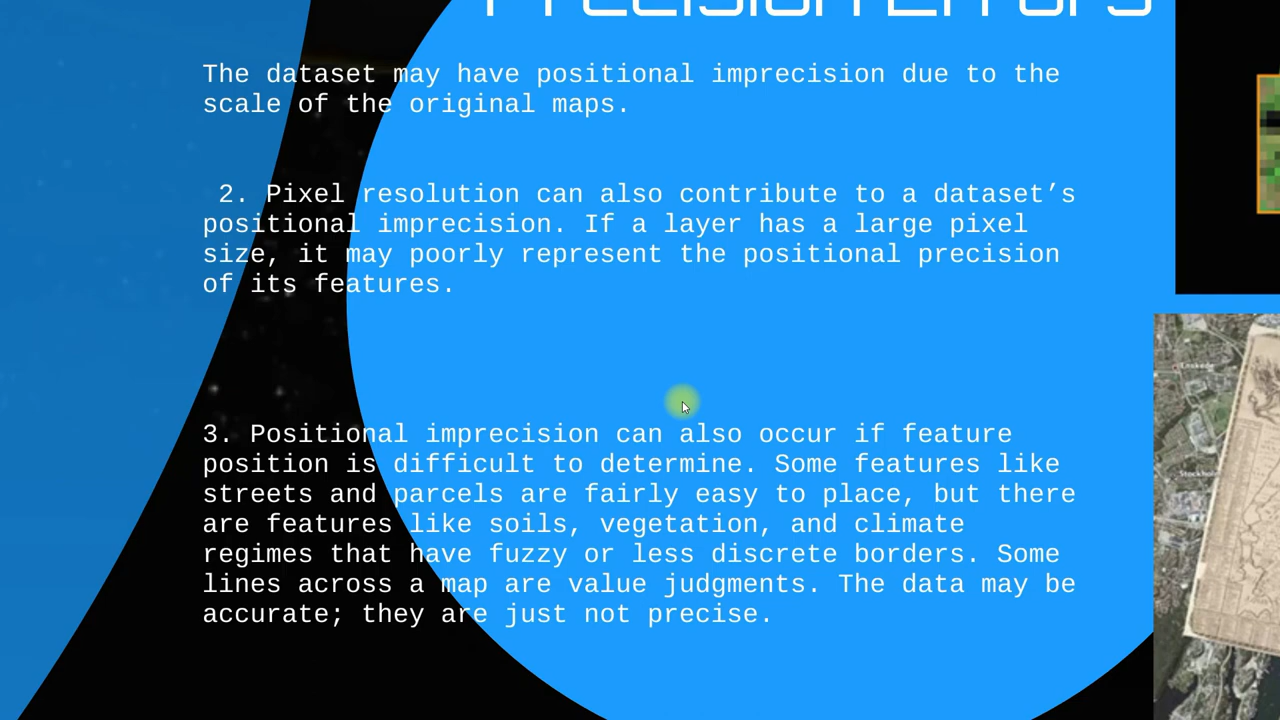 Precision Errors
The dataset may have positional imprecision due to the
scale of the original maps.
2. Pixel resolution can also contribute to a dataset’s
positional imprecision. If a layer has a large pixel
size, it may poorly represent the positional precision
of its features.
3. Positional imprecision can also occur if feature
position is difficult to determine. Some features like
streets and parcels are fairly easy to place, but there
are features like soils, vegetation, and climate
regimes that have fuzzy or less discrete borders. Some
lines across a map are value judgments. The data may be
accurate; they are just not precise.
Enskede